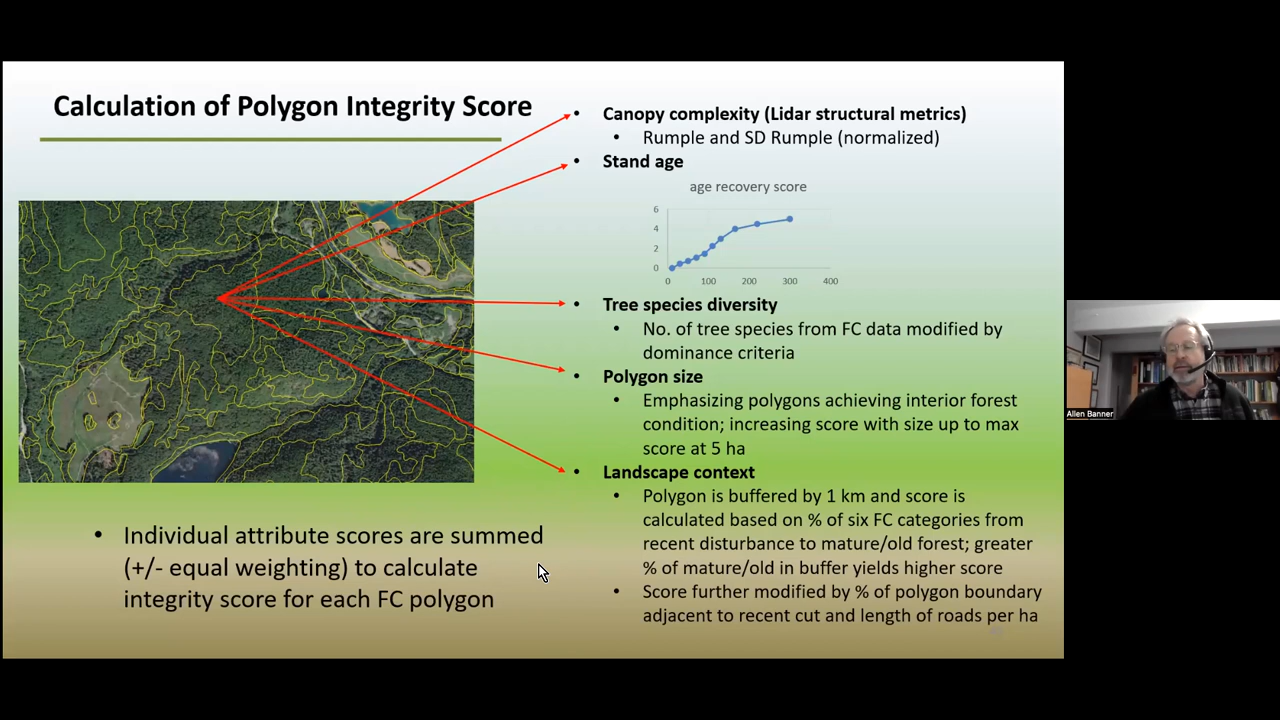 Calculation of Polygon Integrity Score
• Canopy complexity (Lidar structural metrics)
• Rumple and SD Rumple (normalized)
• Stand age
age recovery score
6
4
2
0
0 100 200 300 400
• Tree species diversity
• No. of tree species from FC data modified by
dominance criteria
• Polygon size
• Emphasizing polygons achieving interior forest
condition; increasing score with size up to max
score at 5 ha
• Landscape context
• Polygon is buffered by 1 km and score is
calculated based on % of six FC categories from
recent disturbance to mature/old forest; greater
% of mature/old in buffer yields higher score
• Score further modified by % of polygon boundary
adjacent to recent cut and length of roads per ha
• Individual attribute scores are summed
(+/- equal weighting) to calculate
integrity score for each FC polygon
Allen Banner